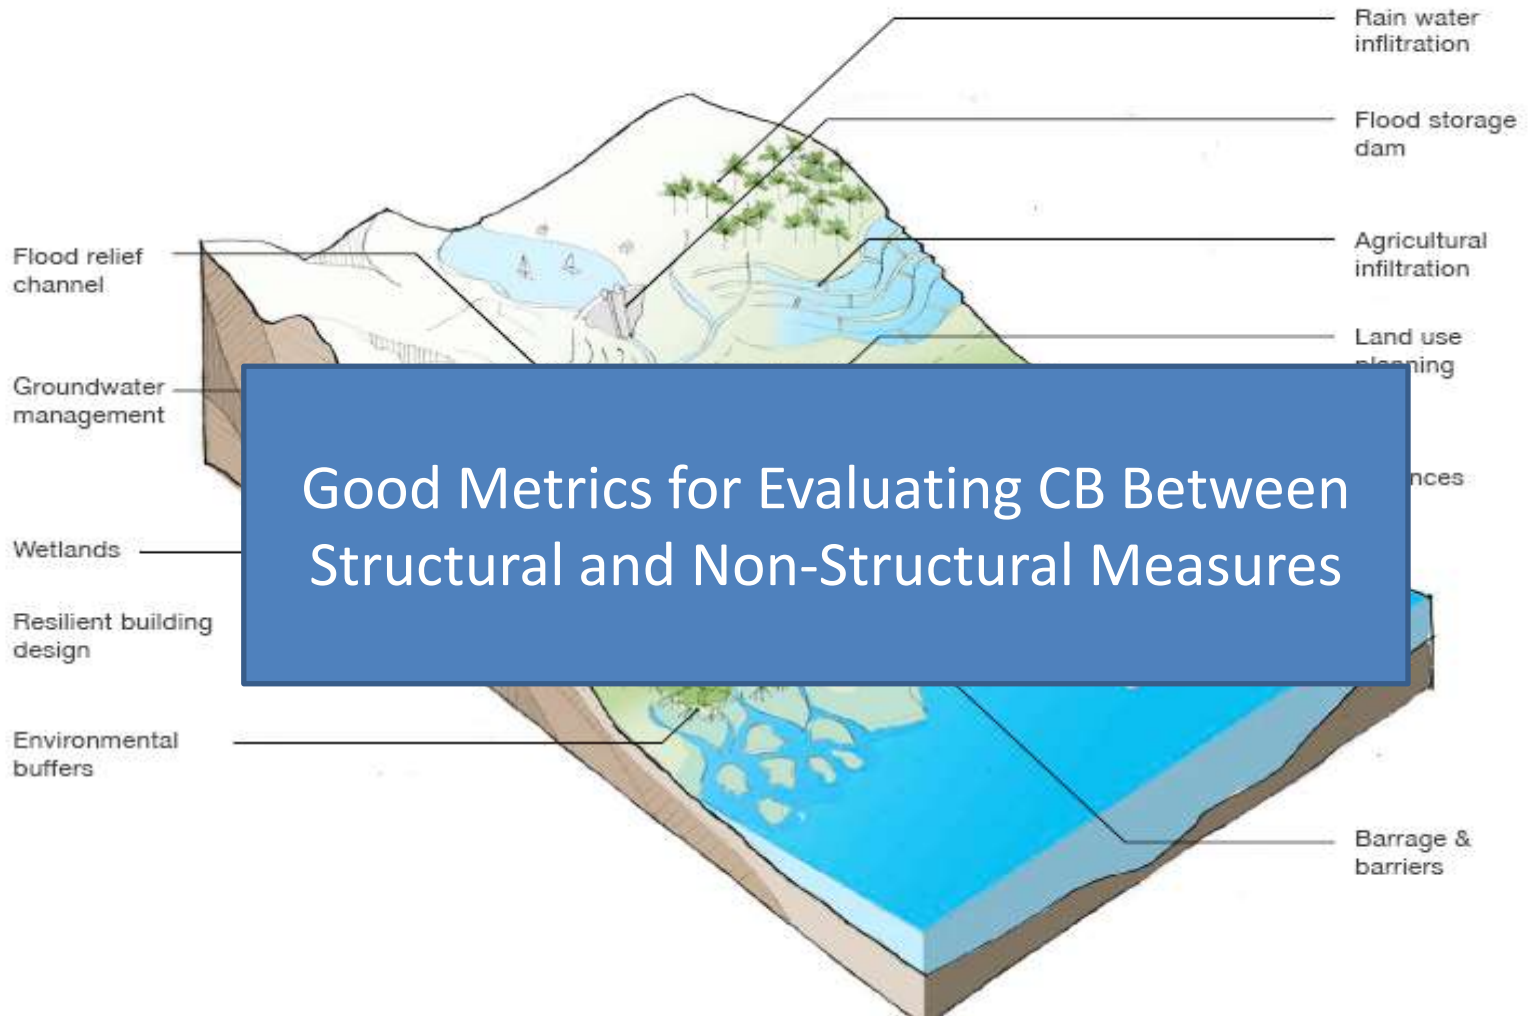 Rain water
inflitration
Flood storage
dam
Flood relief
channel
Agricultural
infiltration
Land use
Groundwater
management
Good Metrics for Evaluating CB Between
Structural and Non-Structural Measures
Wetlands
Resilient building
design
Environmental
buffers
Barrage &
barriers